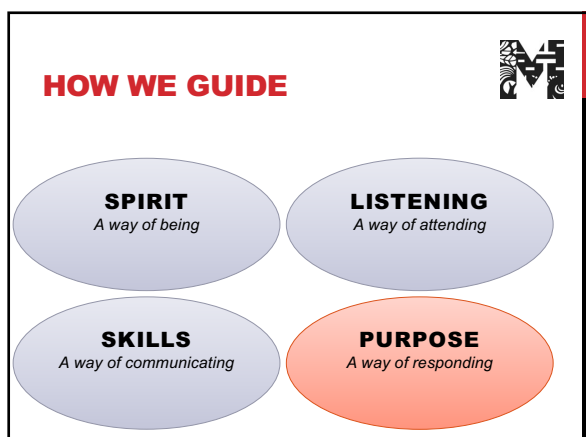 HOW WE GUIDE
SPIRIT
A way of being
LISTENING
A way of attending
SKILLS
A way of communicating
PURPOSE
A way of responding